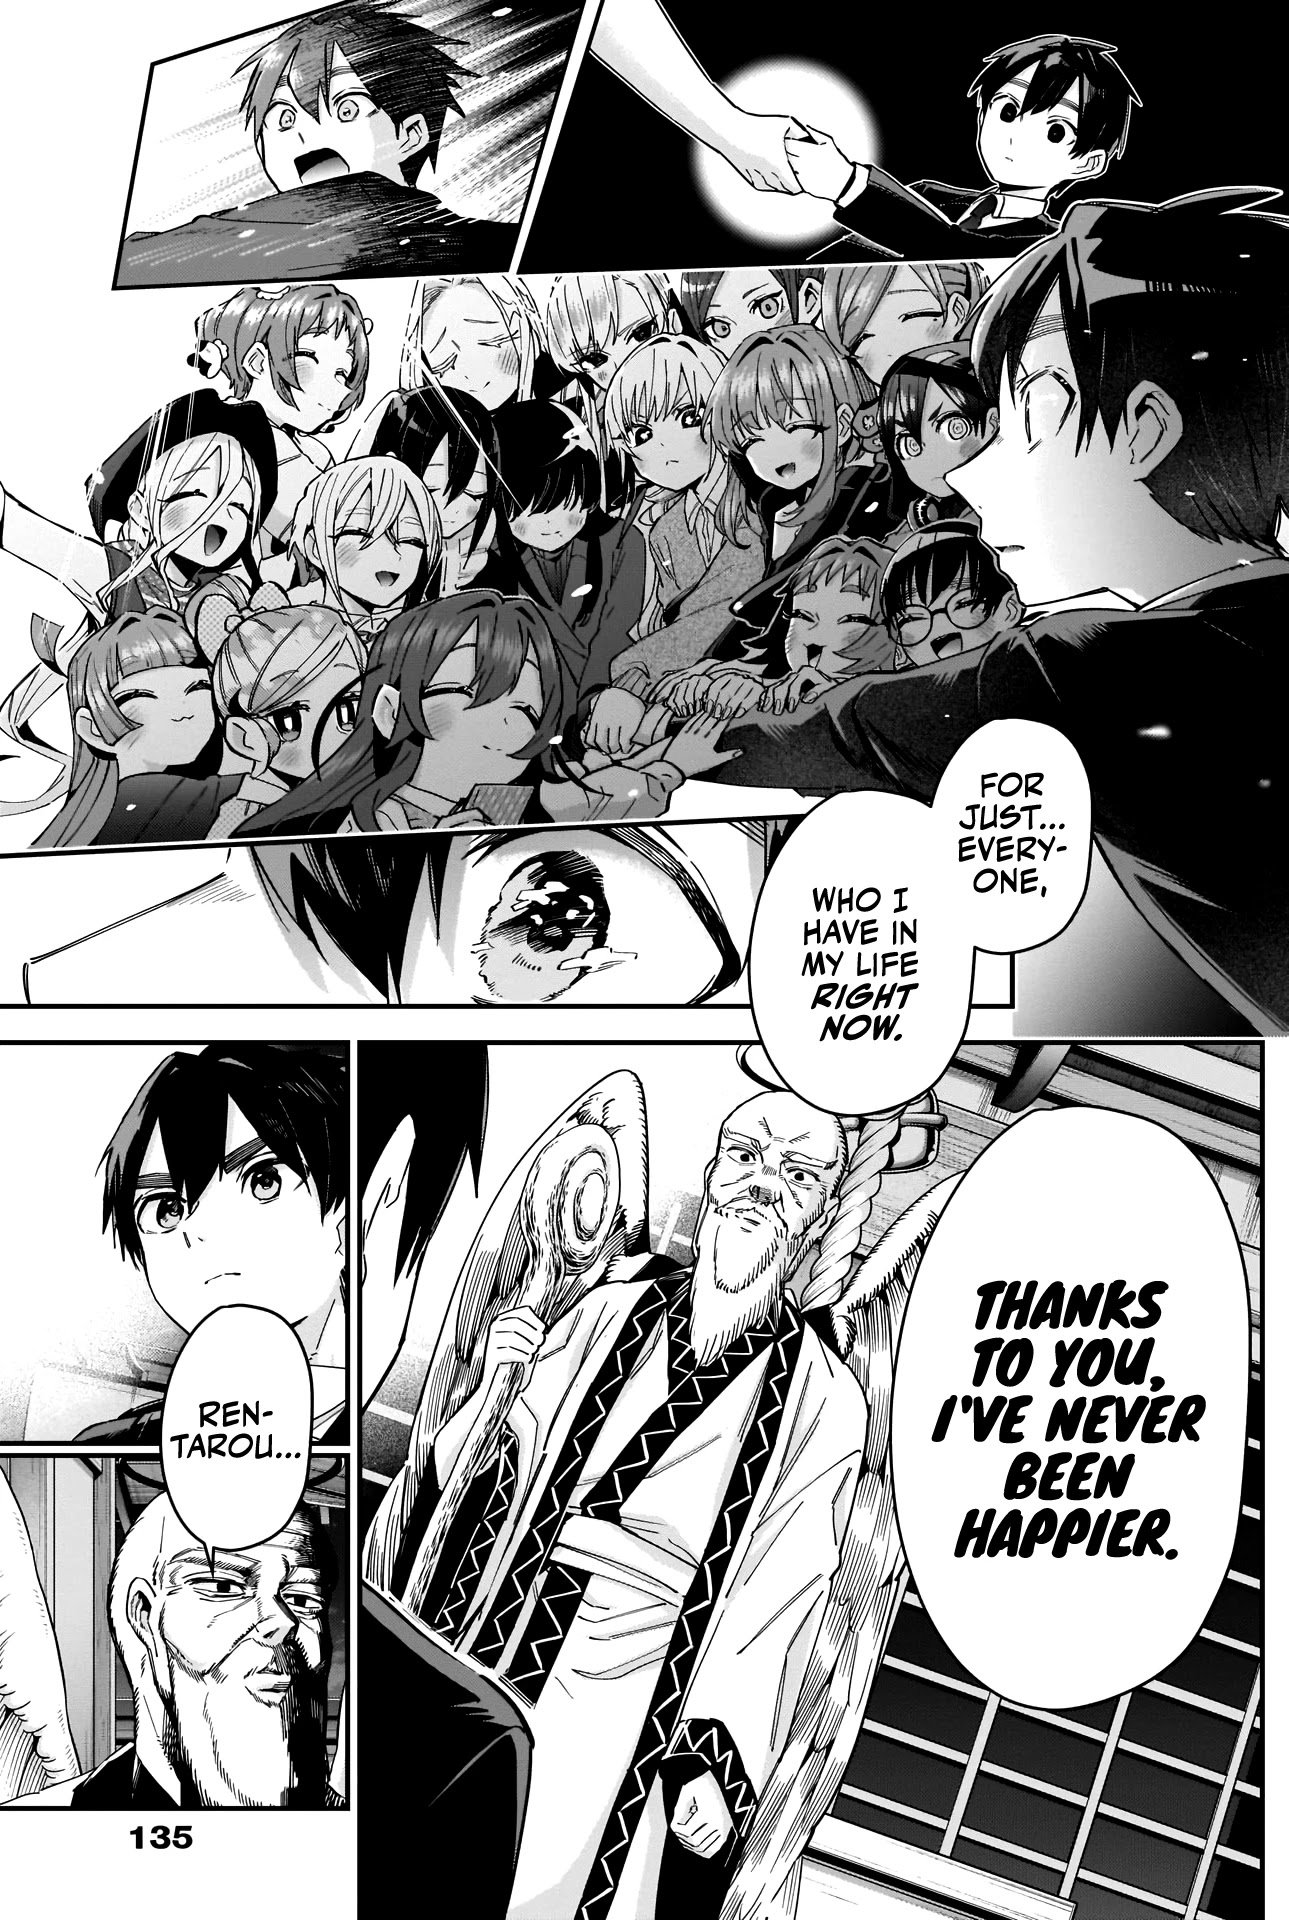 FOR
JUST...
EVERY-
ONE,
WHO I
HAVE IN
MY LIFE
RIGHT
NOW.
THANKS
TO YOU,
I'VE NEVER
BEEN
HAPPIER.
REN-
TAROU...
135